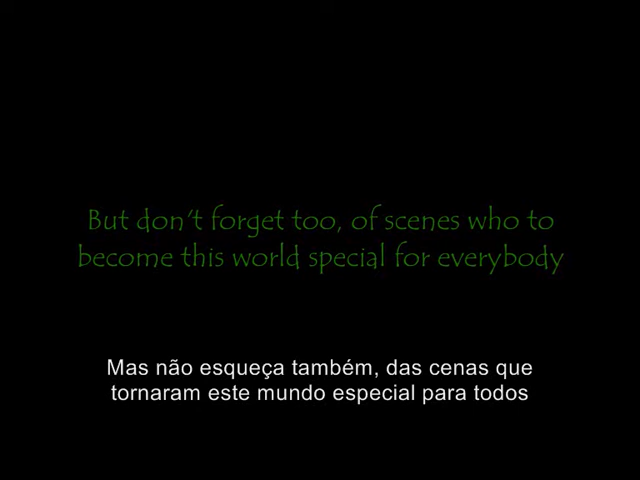 But don't forget too, of scenes who to
become this world special for everybody
Mas não esqueça também, das cenas que
tornaram este mundo especial para todos